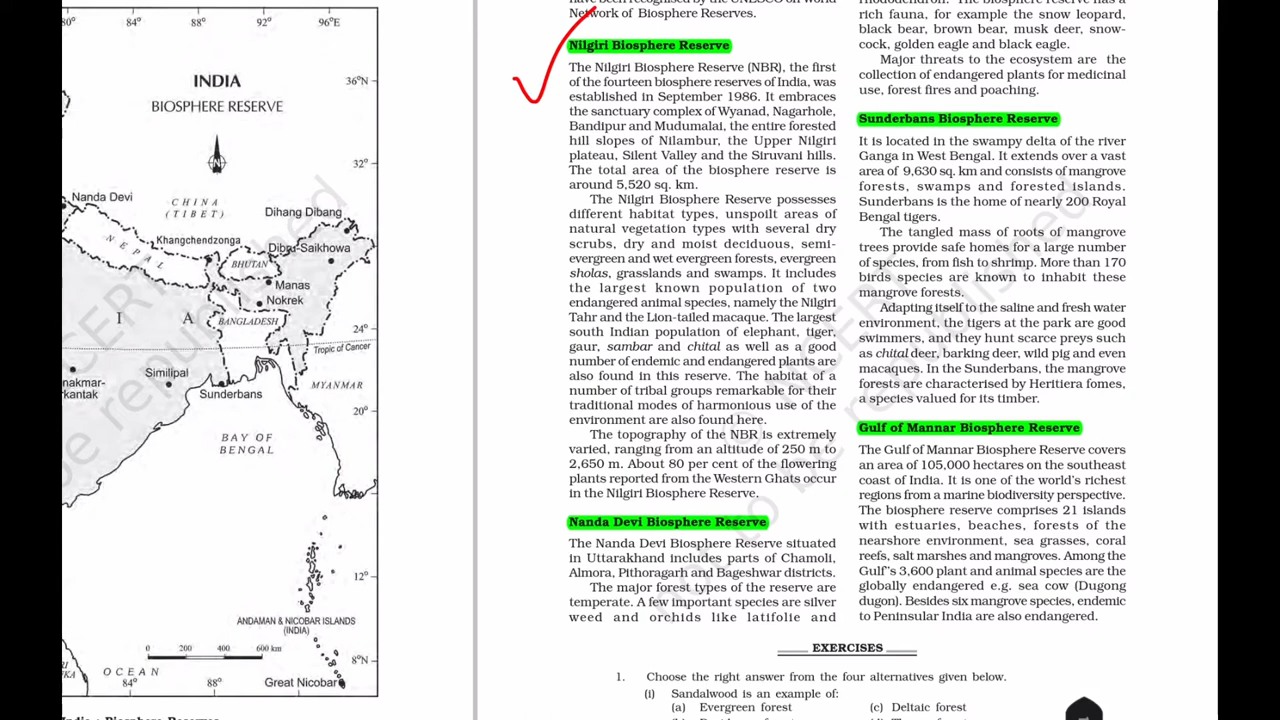 80°
88°
92°
96°E
INDIA
BIOSPHERE RESERVE
N
36°N
32°
Nanda Devi
CHINA
(TIBET)
Dihang Dibang
NEPAL
Khangchendzonga
Dibru-Saikhowa
BHUTAN
Manas
Nokrek
I A
BANGLADESH
24°
Tropic of Cancer
Similipal
nakmar-
kantak
Sunderbans
MYANMAR
20°
BAY OF
BENGAL
12°
ANDAMAN & NICOBAR ISLANDS
(INDIA)
0 200 400 600 km
8°N
OCEAN
84°
88°
Great Nicobar
Network of Biosphere Reserves.
Nilgiri Biosphere Reserve
The Nilgiri Biosphere Reserve (NBR), the first
of the fourteen biosphere reserves of India, was
established in September 1986. It embraces
the sanctuary complex of Wyanad, Nagarhole,
Bandipur and Mudumalai, the entire forested
hill slopes of Nilambur, the Upper Nilgiri
plateau, Silent Valley and the Siruvani hills.
The total area of the biosphere reserve is
around 5,520 sq. km.
The Nilgiri Biosphere Reserve possesses
different habitat types, unspoilt areas of
natural vegetation types with several dry
scrubs, dry and moist deciduous, semi-
evergreen and wet evergreen forests, evergreen
sholas, grasslands and swamps. It includes
the largest known population of two
endangered animal species, namely the Nilgiri
Tahr and the Lion-tailed macaque. The largest
south Indian population of elephant, tiger,
gaur, sambar and chital as well as a good
number of endemic and endangered plants are
also found in this reserve. The habitat of a
number of tribal groups remarkable for their
traditional modes of harmonious use of the
environment are also found here.
The topography of the NBR is extremely
varied, ranging from an altitude of 250 m to
2,650 m. About 80 per cent of the flowering
plants reported from the Western Ghats occur
in the Nilgiri Biosphere Reserve.
Nanda Devi Biosphere Reserve
The Nanda Devi Biosphere Reserve situated
in Uttarakhand includes parts of Chamoli,
Almora, Pithoragarh and Bageshwar districts.
The major forest types of the reserve are
temperate. A few important species are silver
weed and orchids like latifolie and
rich fauna, for example the snow leopard,
black bear, brown bear, musk deer, snow-
cock, golden eagle and black eagle.
Major threats to the ecosystem are the
collection of endangered plants for medicinal
use, forest fires and poaching.
Sunderbans Biosphere Reserve
It is located in the swampy delta of the river
Ganga in West Bengal. It extends over a vast
area of 9,630 sq. km and consists of mangrove
forests, swamps and forested islands.
Sunderbans is the home of nearly 200 Royal
Bengal tigers.
The tangled mass of roots of mangrove
trees provide safe homes for a large number
of species, from fish to shrimp. More than 170
birds species are known to inhabit these
mangrove forests.
Adapting itself to the saline and fresh water
environment, the tigers at the park are good
swimmers, and they hunt scarce preys such
as chital deer, barking deer, wild pig and even
macaques. In the Sunderbans, the mangrove
forests are characterised by Heritiera fomes,
a species valued for its timber.
Gulf of Mannar Biosphere Reserve
The Gulf of Mannar Biosphere Reserve covers
an area of 105,000 hectares on the southeast
coast of India. It is one of the world's richest
regions from a marine biodiversity perspective.
The biosphere reserve comprises 21 islands
with estuaries, beaches, forests of the
nearshore environment, sea grasses, coral
reefs, salt marshes and mangroves. Among the
Gulf's 3,600 plant and animal species are the
globally endangered e.g. sea cow (Dugong
dugon). Besides six mangrove species, endemic
to Peninsular India are also endangered.
EXERCISES
1. Choose the right answer from the four alternatives given below.
(i) Sandalwood is an example of:
(a) Evergreen forest (c) Deltaic forest